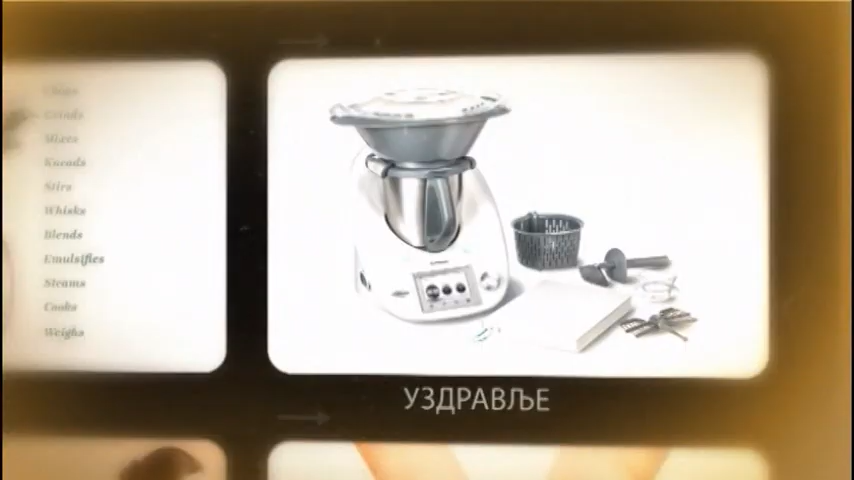 Chops
Grinds
Mixes
Kneads
Stirs
Whisks
Blends
Emulsifies
Steams
Cooks
Weighs
УЗДРАВЉЕ